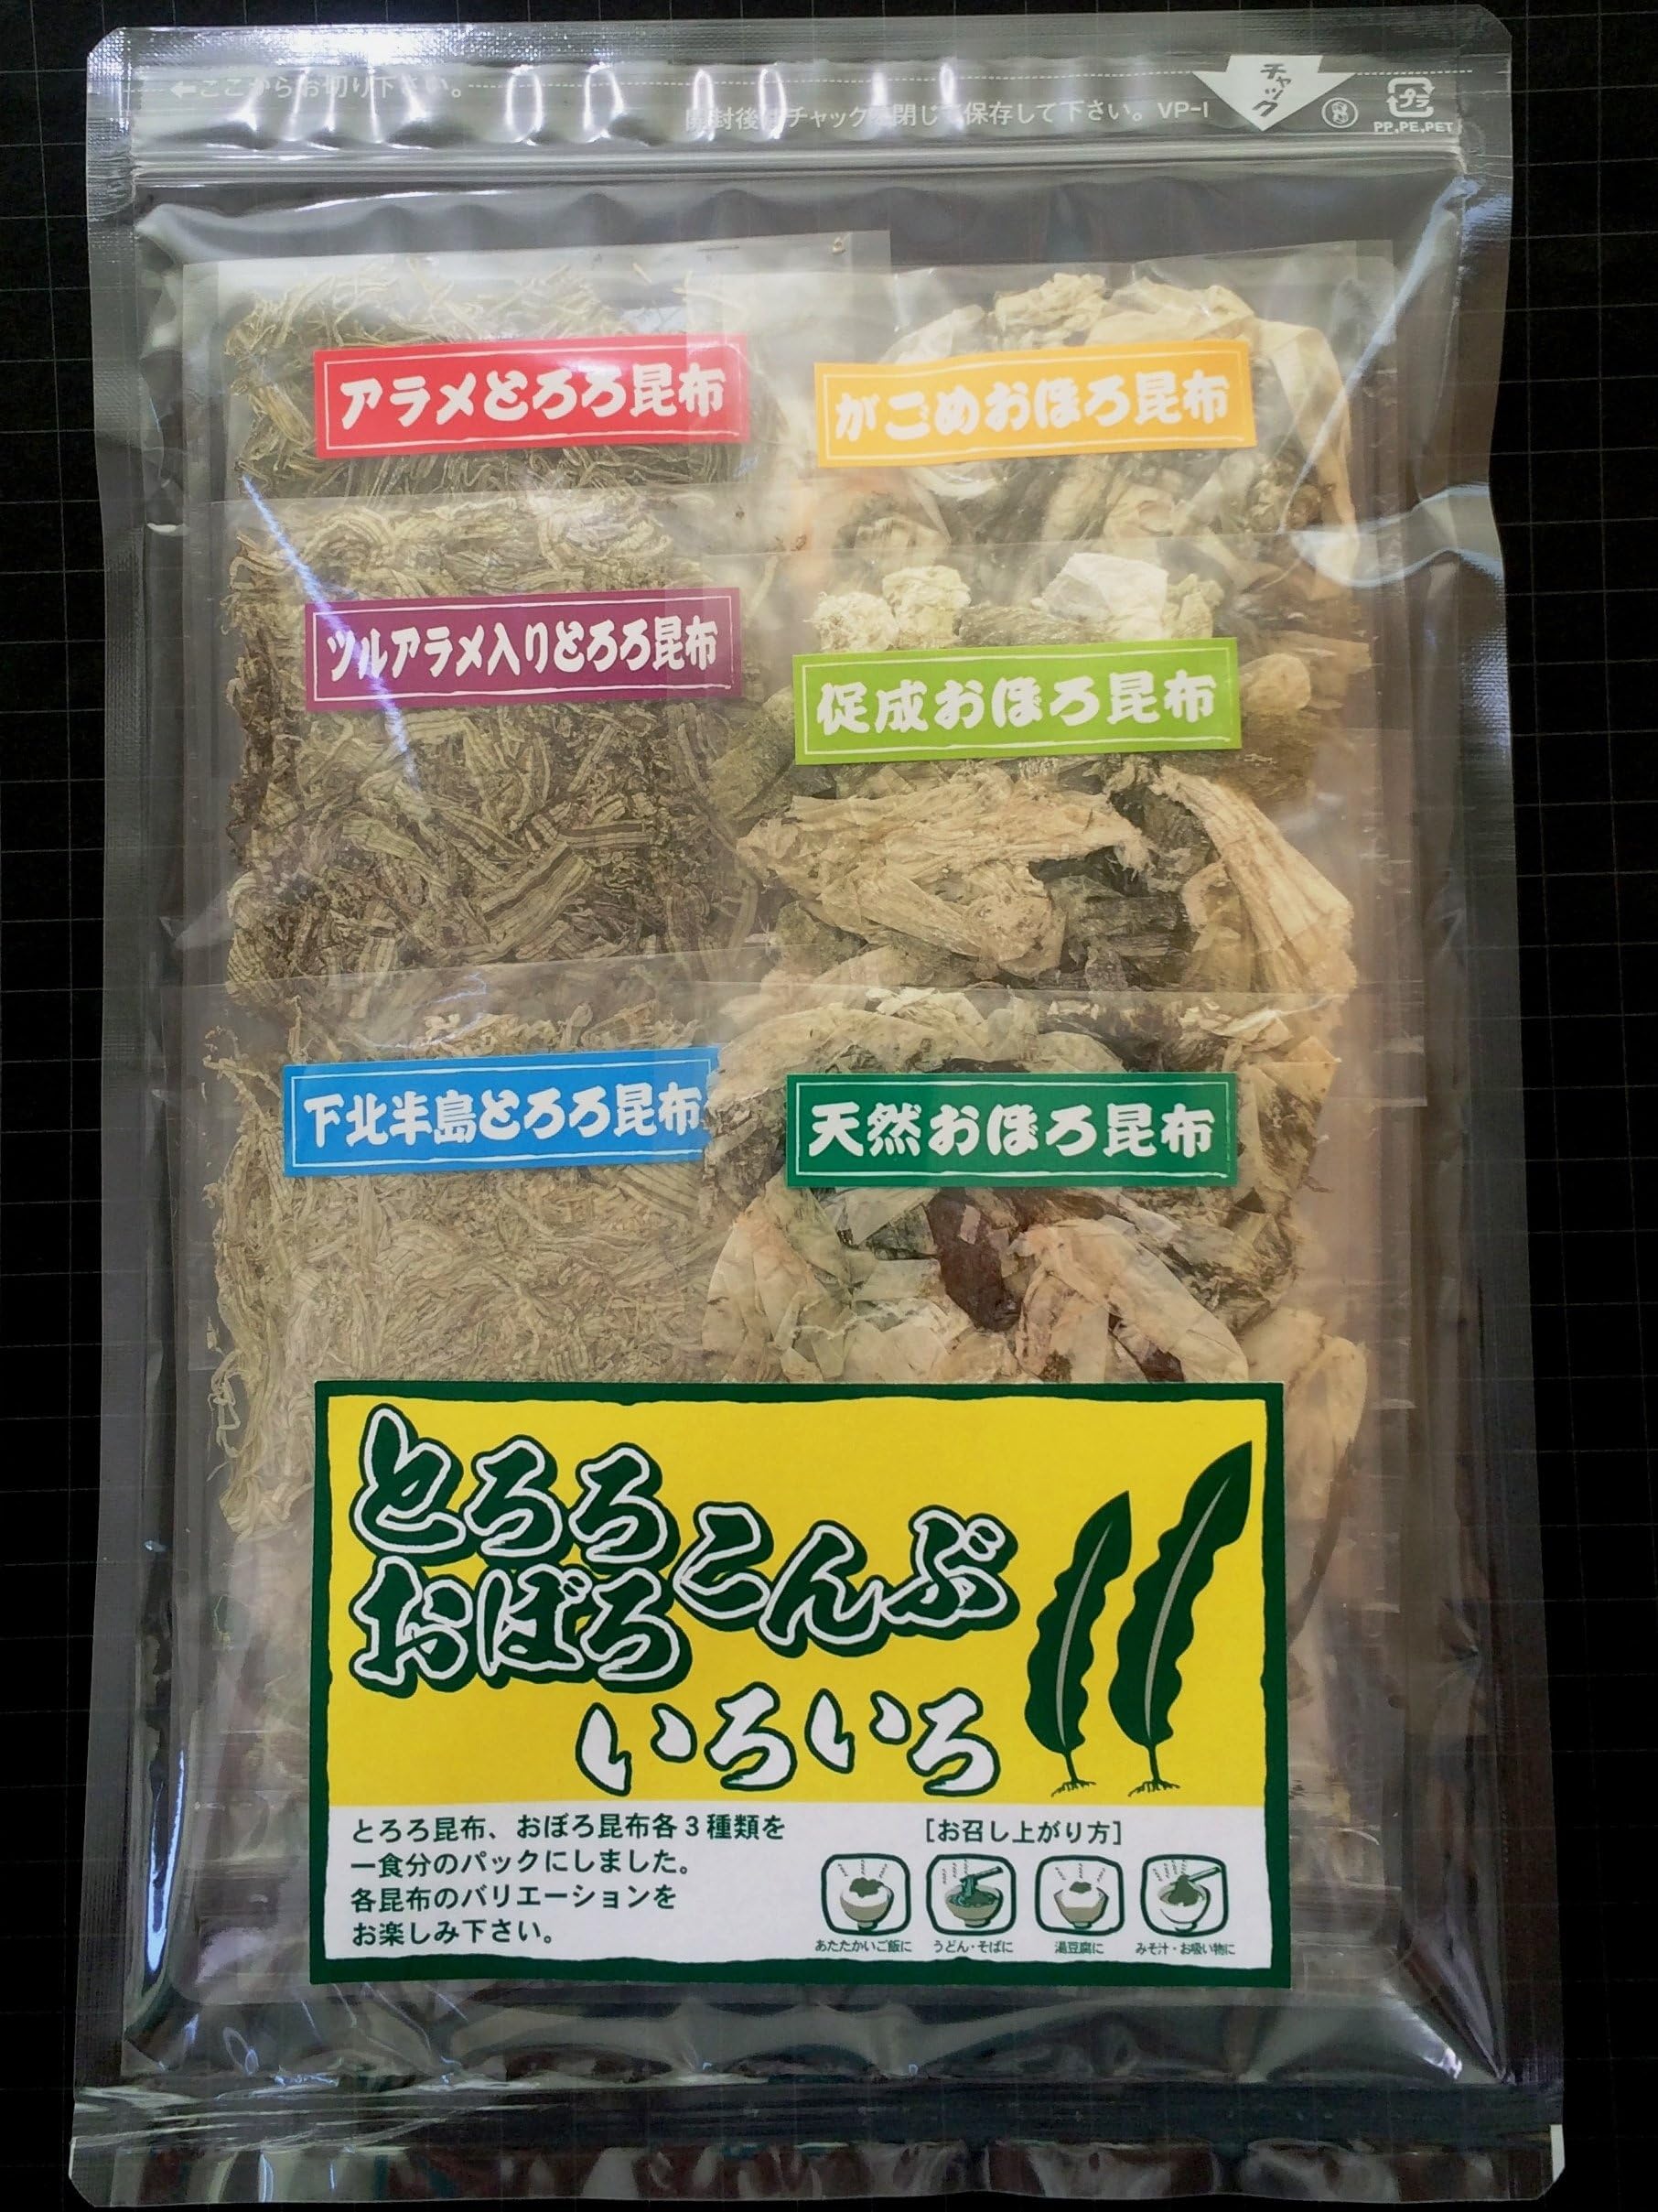 ←ここからお切り下さい。
開封後はチャックを閉じて保存して下さい。VP-I
チャック
プラ
PP,PE,PET
アラメとろろ昆布
がごめおぼろ昆布
ツルアラメ入りとろろ昆布
促成おぼろ昆布
下北半島とろろ昆布
天然おぼろ昆布
とろろ
おぼろ
こんぶ
いろいろ
とろろ昆布、おぼろ昆布各3種類を
一食分のパックにしました。
各昆布のバリエーションを
お楽しみ下さい。
［お召し上がり方］
あたたかいご飯に
うどん・そばに
湯豆腐に
みそ汁・お吸い物に